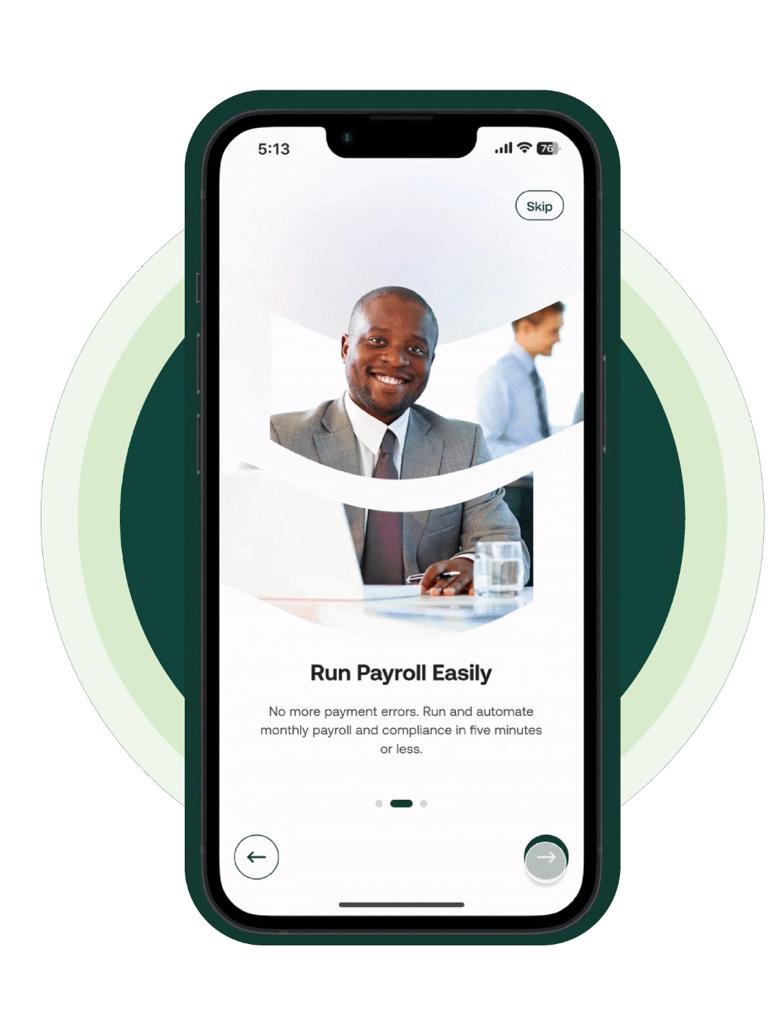 5:13
76
Skip
Run Payroll Easily
No more payment errors. Run and automate
monthly payroll and compliance in five minutes
or less.